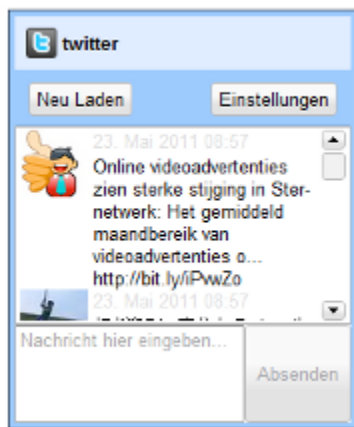 twitter
Neu Laden
Einstellungen
23. Mai 2011 08:57
Online videoadvertenties
zien sterke stijging in Ster-
netwerk: Het gemiddeld
maandbereik van
videoadvertenties o...
http://bit.ly/iPvwZo
23. Mai 2011 08:57
Nachricht hier eingeben...
Absenden